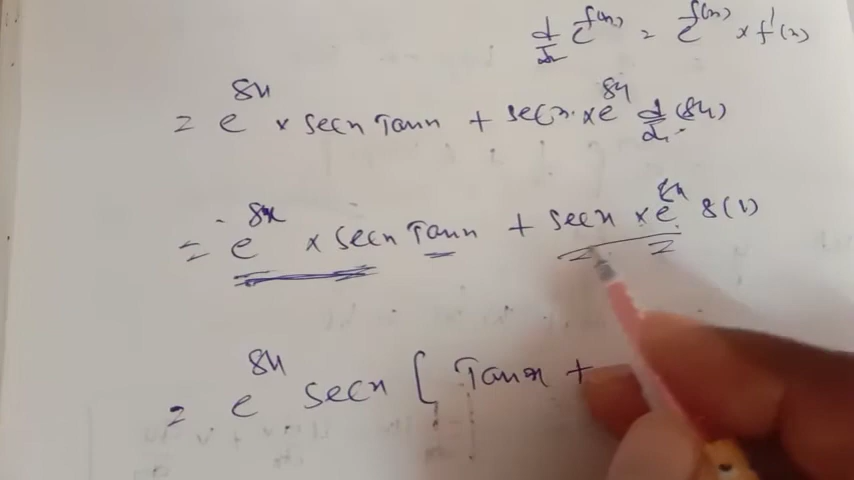 d/dx e^f(x) = e^f(x) × f'(x)
= e^8x × secx Tanx + secx. × e^8x d/dx (8x)
= e^8x × secx Tanx + secx × e^8x 8(1)
= e^8x secx [ Tanx +